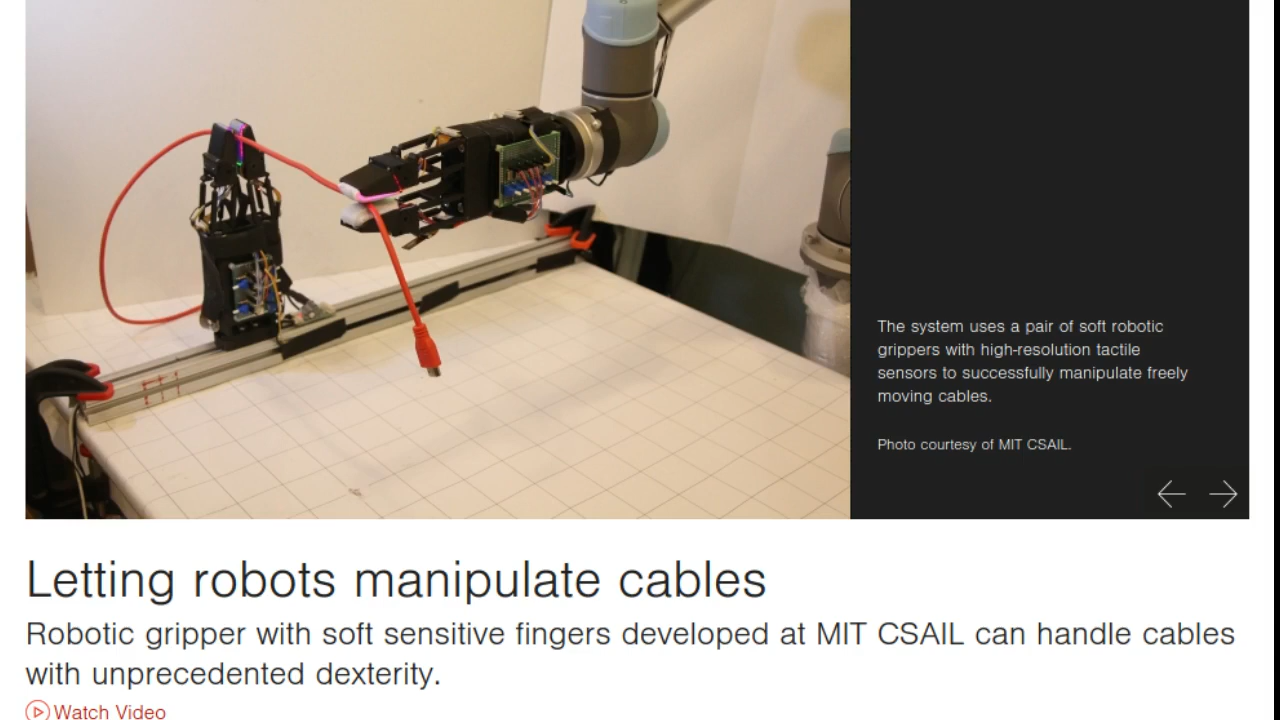 The system uses a pair of soft robotic
grippers with high-resolution tactile
sensors to successfully manipulate freely
moving cables.
Photo courtesy of MIT CSAIL.
Letting robots manipulate cables
Robotic gripper with soft sensitive fingers developed at MIT CSAIL can handle cables
with unprecedented dexterity.
Watch Video